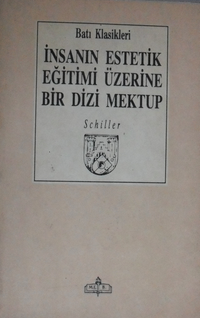 Batı Klasikleri
İNSANIN ESTETİK
EĞİTİMİ ÜZERİNE
BİR DİZİ MEKTUP
Schiller